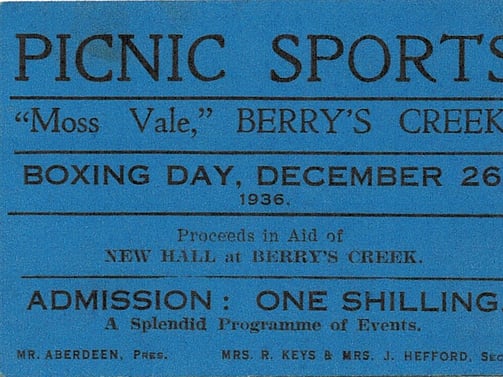 PICNIC SPORTS
“Moss Vale,” BERRY'S CREEK
BOXING DAY, DECEMBER 26
1936.
Proceeds in Aid of
NEW HALL at BERRY'S CREEK.
ADMISSION : ONE SHILLING.
A Splendid Programme of Events.
MR. ABERDEEN, PRES. MRS. R. KEYS & MRS. J. HEFFORD, SEC